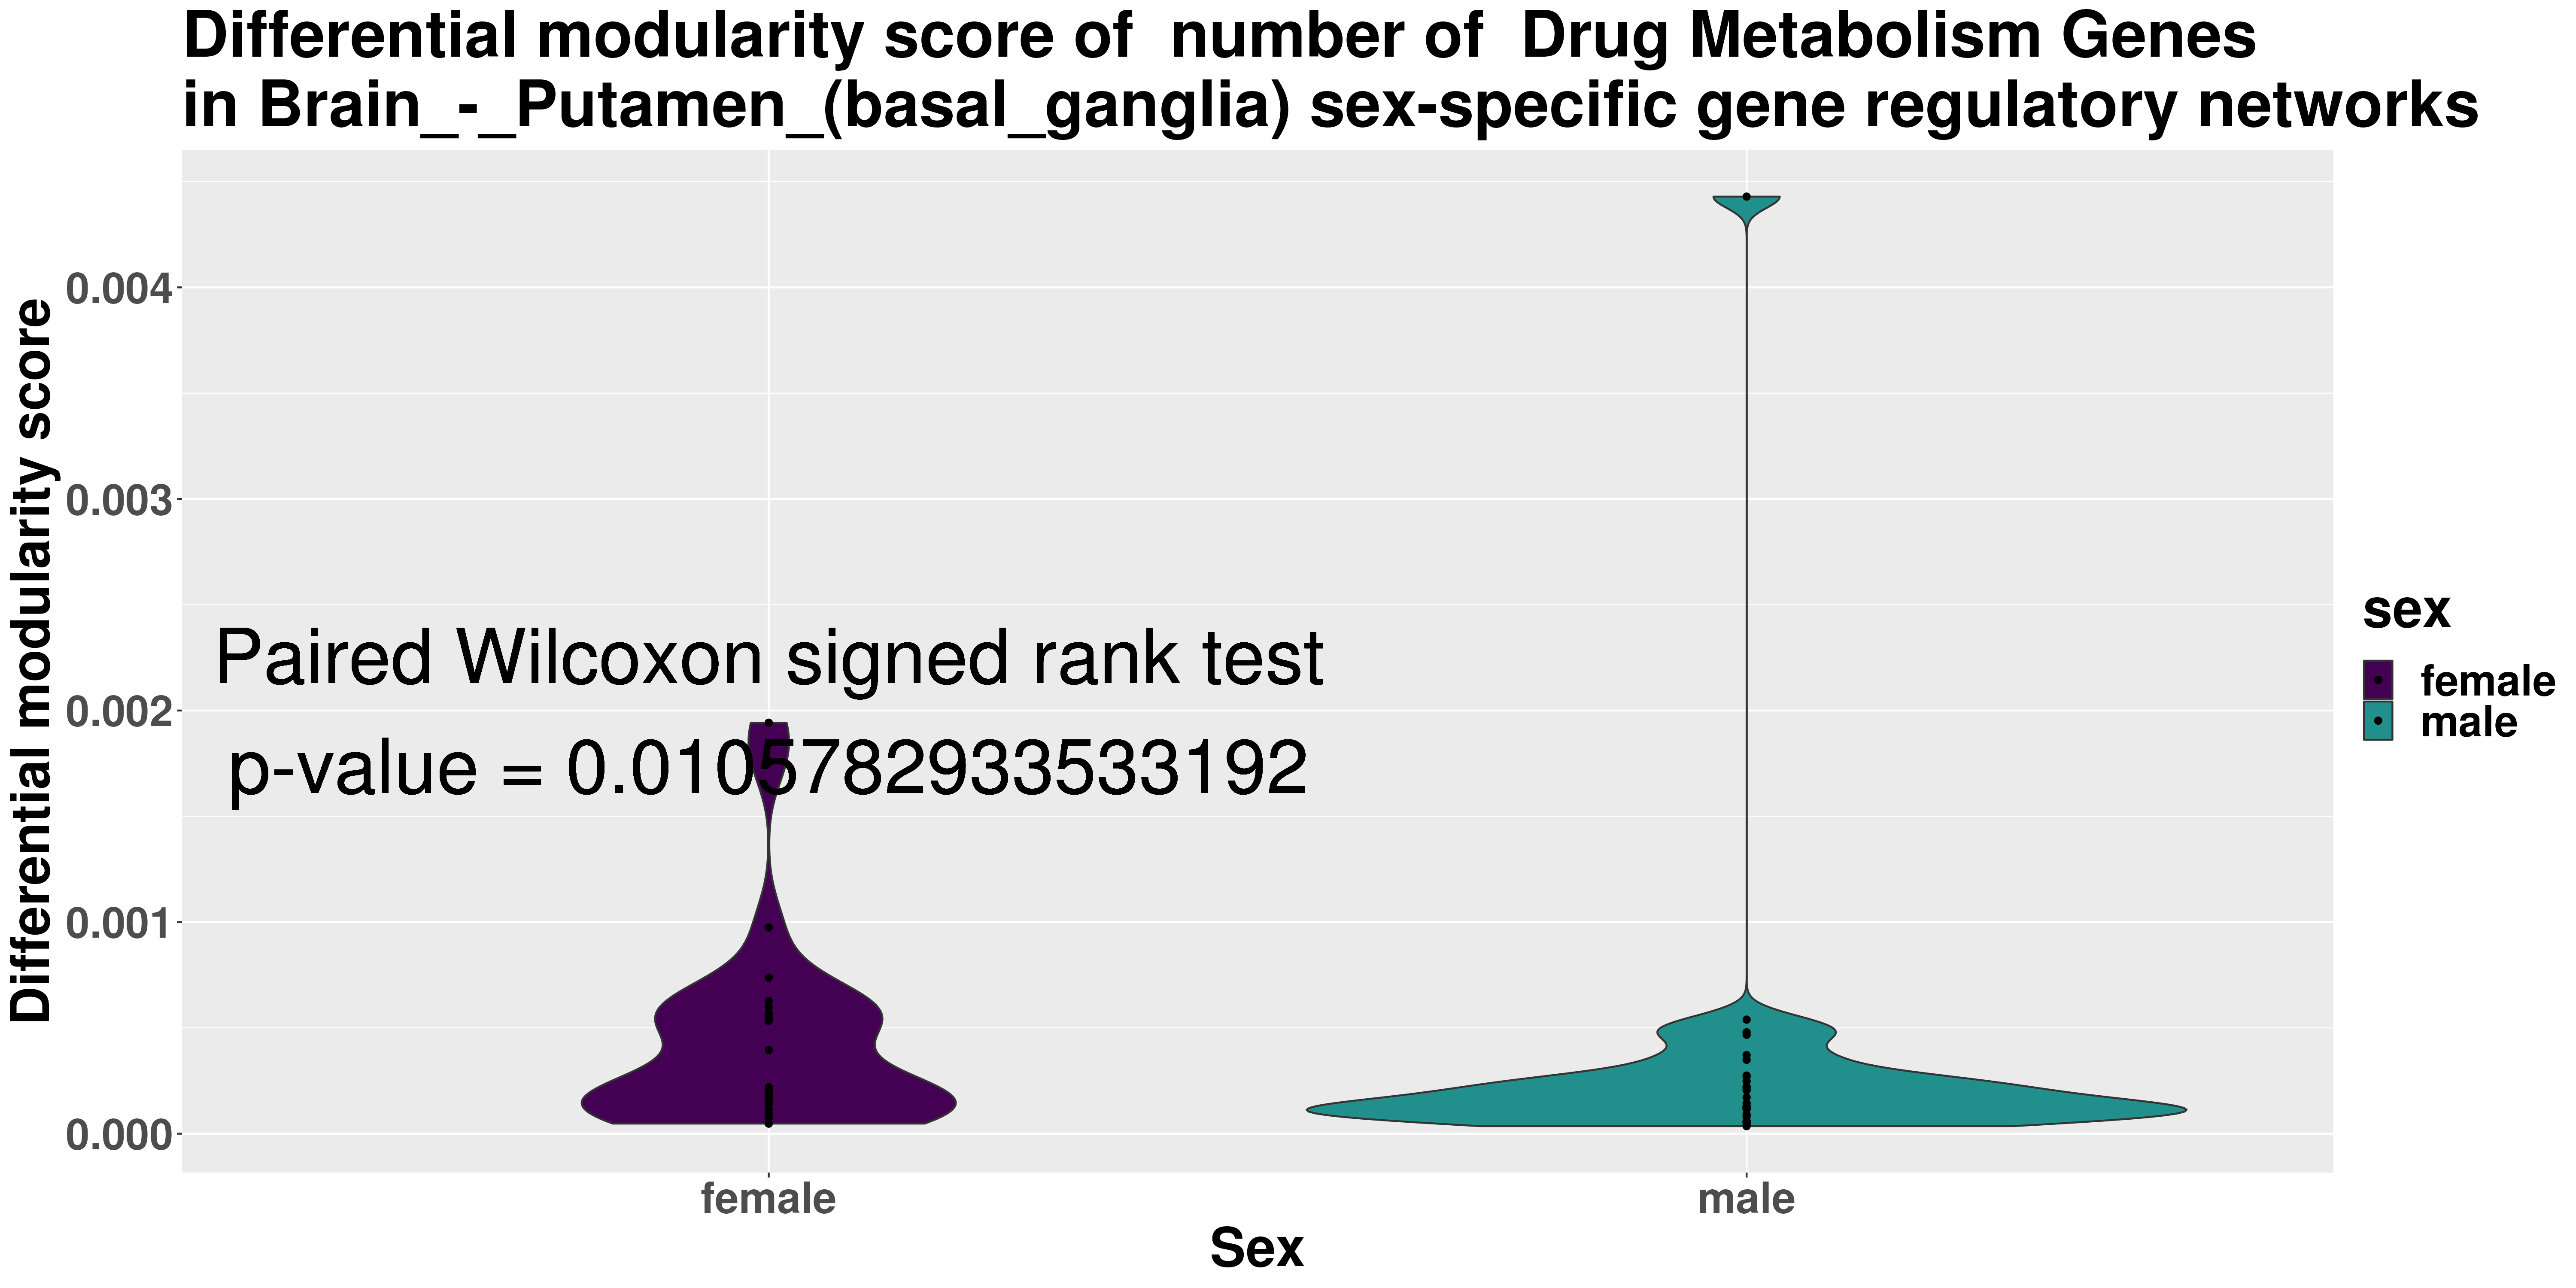 Differential modularity score of  number of  Drug Metabolism Genes
in Brain_-_Putamen_(basal_ganglia) sex-specific gene regulatory networks
Differential modularity score
0.004
0.003
0.002
0.001
0.000
Paired Wilcoxon signed rank test
p-value = 0.0105782933533192
female
male
Sex
sex
female
male